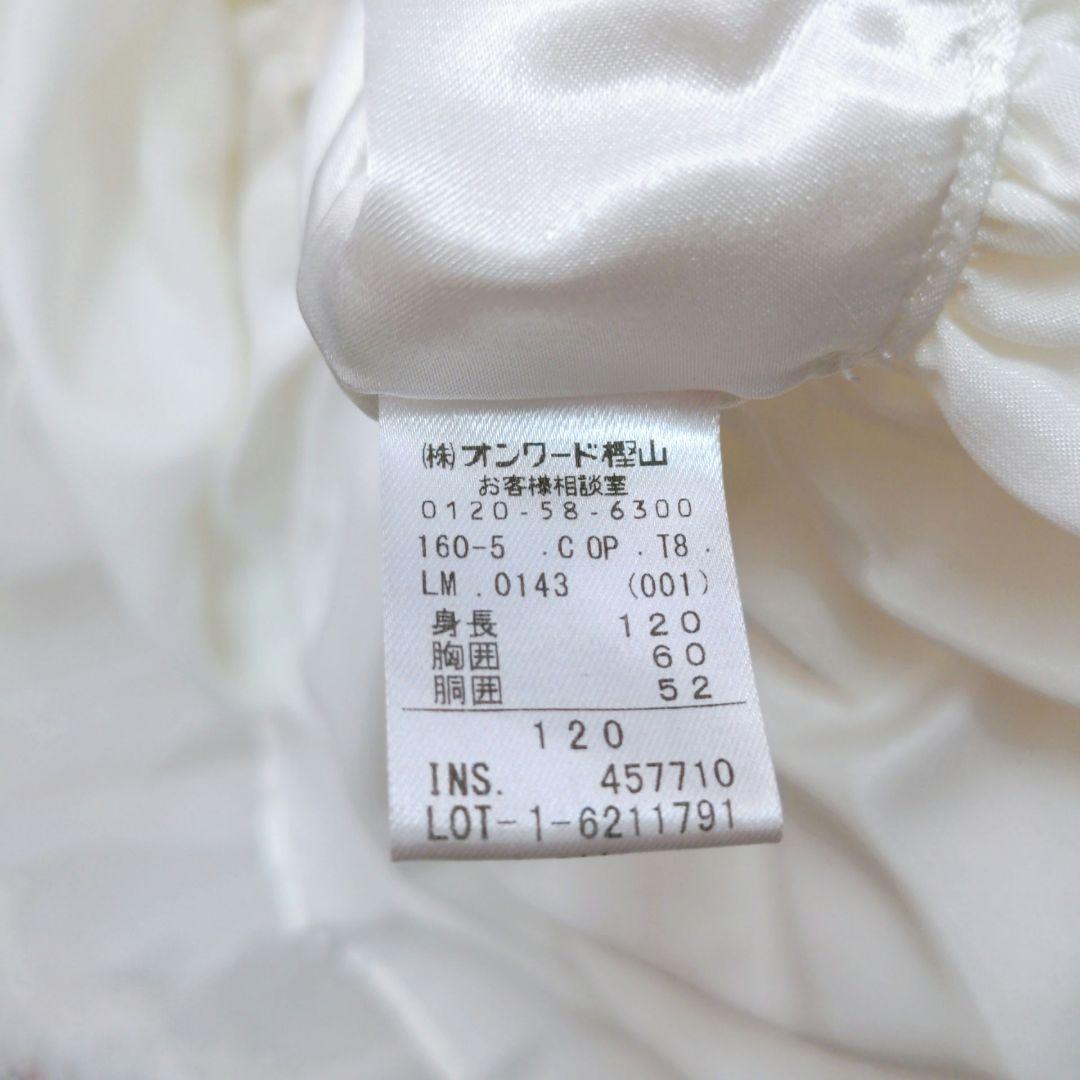 (株)オンワード樫山
お客様相談室
0120-58-6300
160-5 .C OP . T8 .
LM . 0143 (001)
身長 120
胸囲 60
胴囲 52
120
INS. 457710
LOT-1-6211791